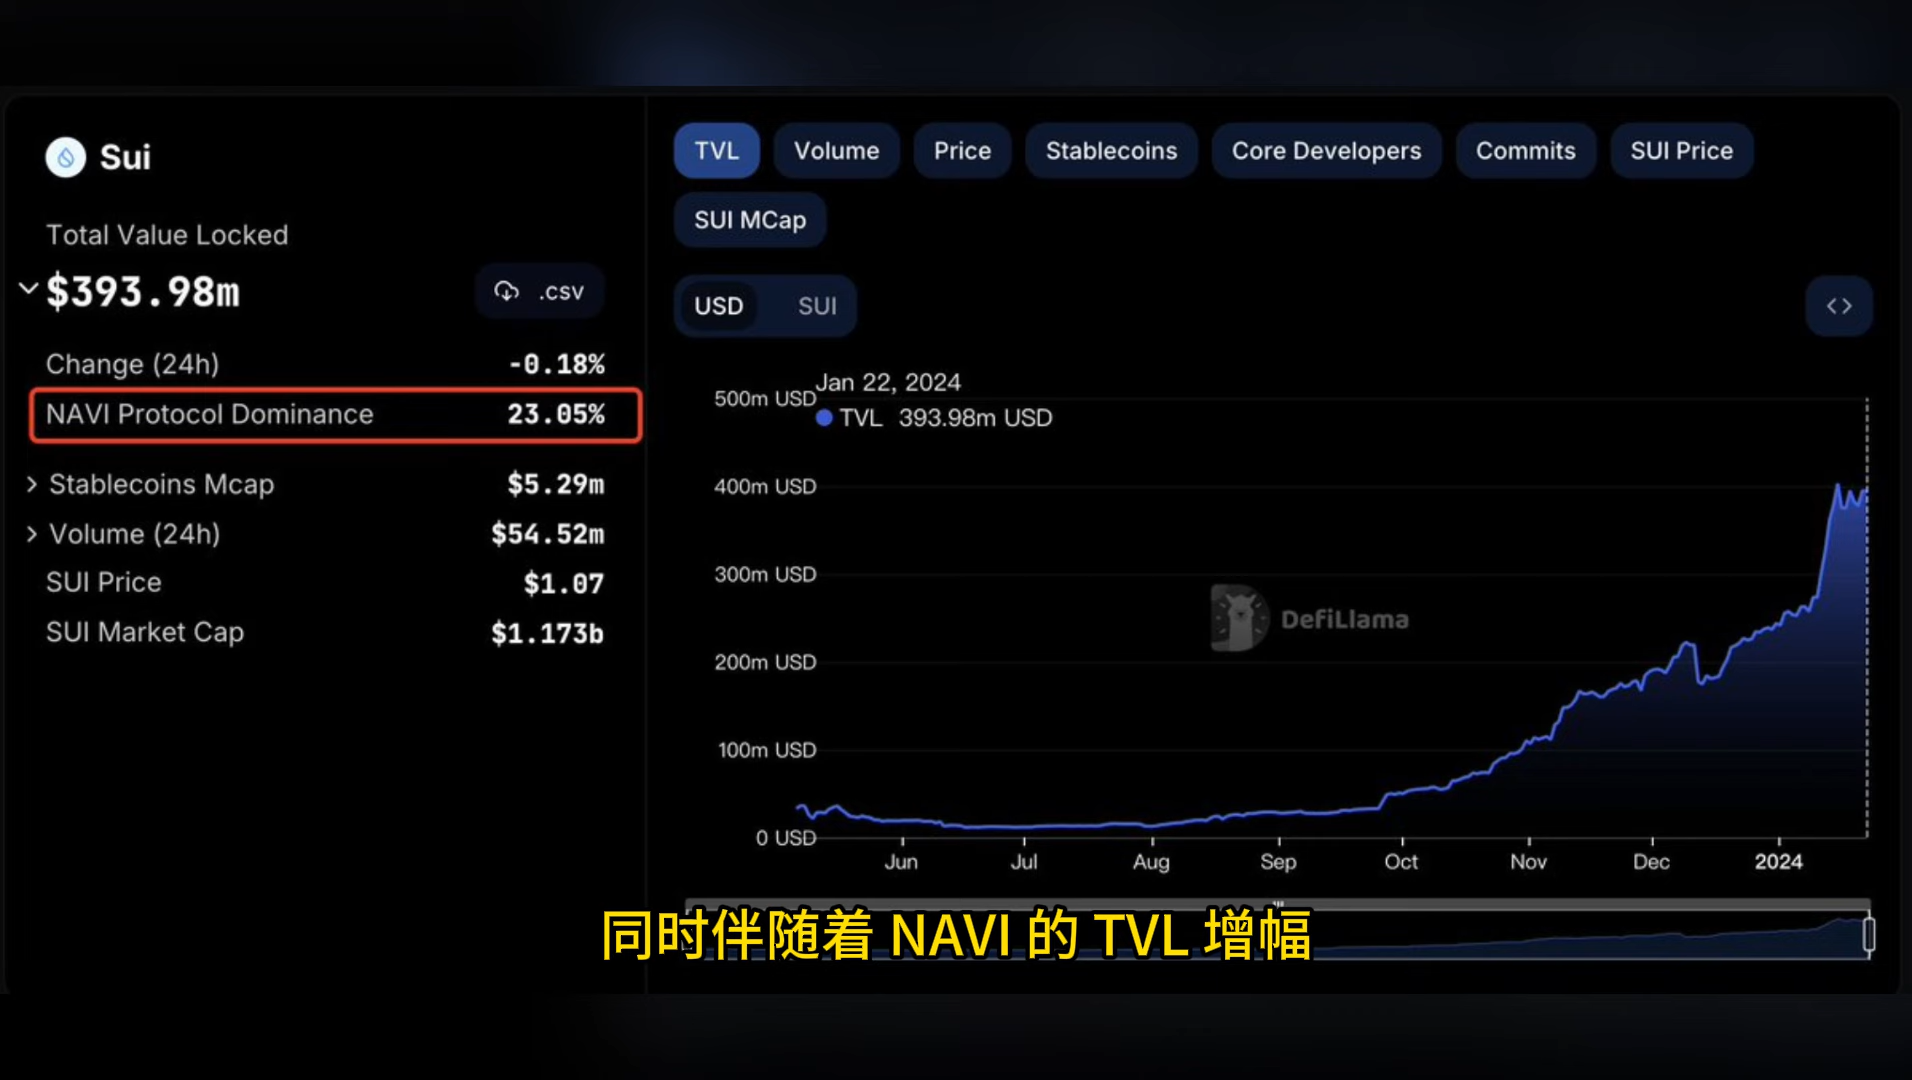 Sui
Total Value Locked
$393.98m
.csv
Change (24h) -0.18%
NAVI Protocol Dominance 23.05%
Stablecoins Mcap $5.29m
Volume (24h) $54.52m
SUI Price $1.07
SUI Market Cap $1.173b
TVL Volume Price Stablecoins Core Developers Commits SUI Price
SUI MCap
USD SUI
Jan 22, 2024
TVL 393.98m USD
500m USD
400m USD
300m USD
200m USD
100m USD
0 USD
DefiLlama
Jun Jul Aug Sep Oct Nov Dec 2024
同时伴随着 NAVI 的 TVL 增幅